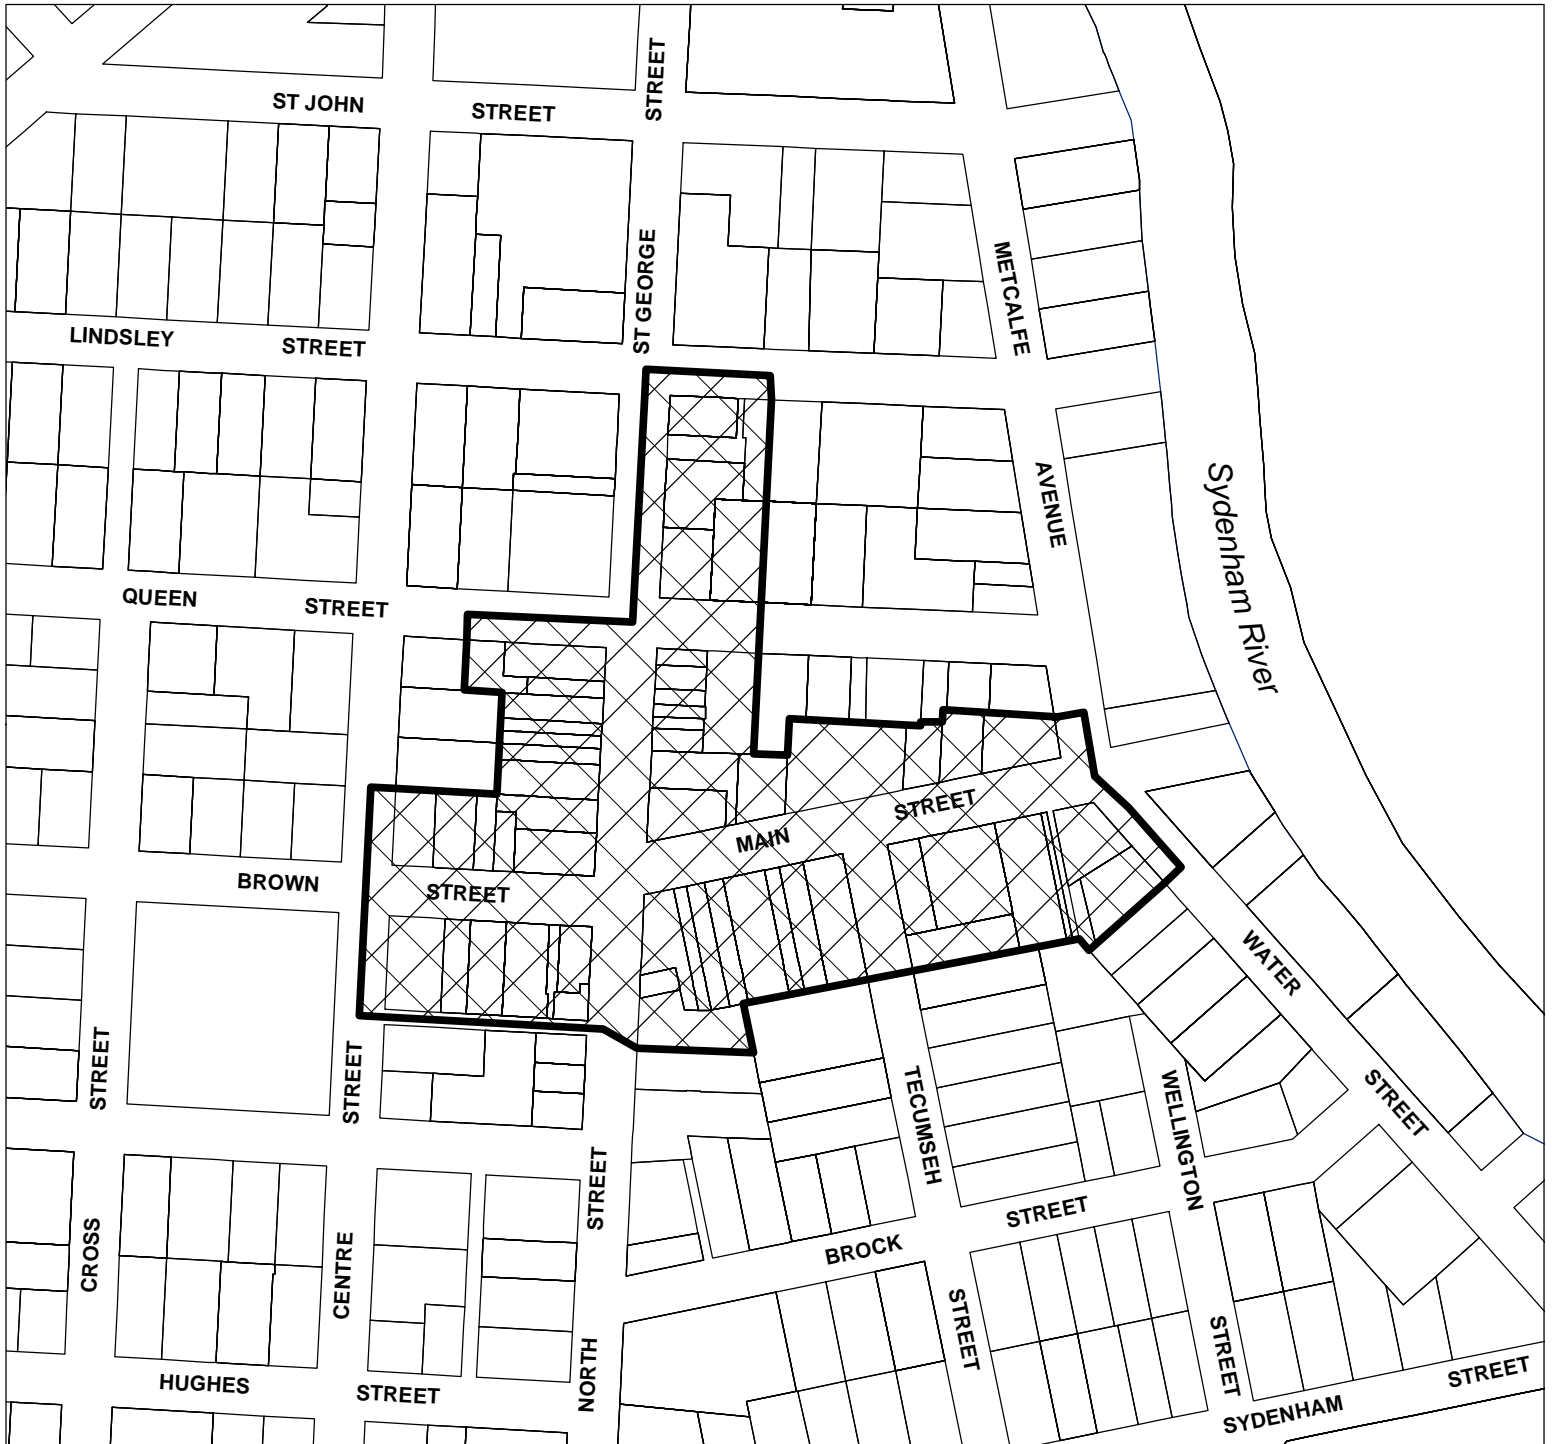 ST JOHN
STREET
STREET
ST GEORGE
METCALFE
LINDSLEY
STREET
AVENUE
Sydenham River
QUEEN
STREET
MAIN
STREET
BROWN
STREET
WATER
STREET
STREET
CROSS
STREET
CENTRE
STREET
NORTH
TECUMSEH
STREET
WELLINGTON
STREET
BROCK
STREET
HUGHES
STREET
SYDENHAM
STREET